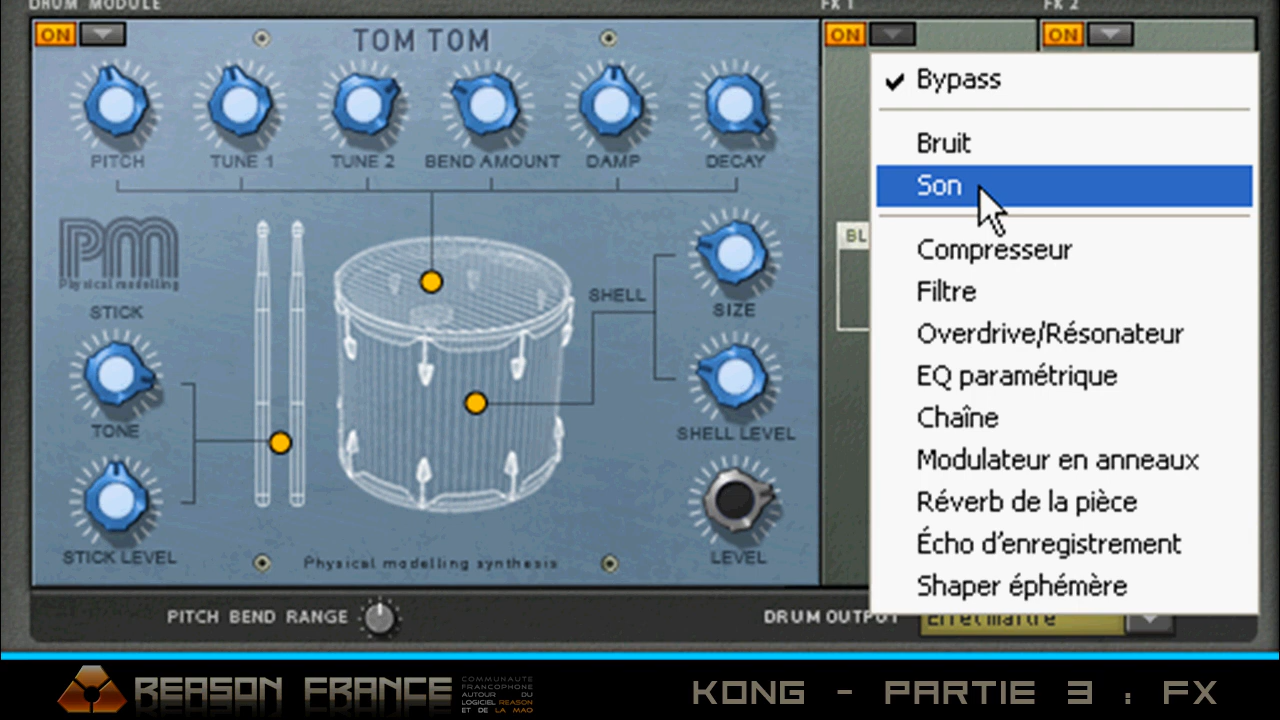 DRUM MODULE
FX 1
FX 2
ON
ON
ON
TOM TOM
PITCH
TUNE 1
TUNE 2
BEND AMOUNT
DAMP
DECAY
PM
Physical modelling
STICK
TONE
STICK LEVEL
SHELL
SIZE
SHELL LEVEL
LEVEL
Physical modelling synthesis
BL
Bypass
Bruit
Son
Compresseur
Filtre
Overdrive/Résonateur
EQ paramétrique
Chaîne
Modulateur en anneaux
Réverb de la pièce
Écho d'enregistrement
Shaper éphémère
PITCH BEND RANGE
DRUM OUTPUT
Effet maître
REASON FRANCE
COMMUNAUTE
FRANCOPHONE
AUTOUR DU
LOGICIEL REASON
ET DE LA MAO
KONG - PARTIE 3 : FX